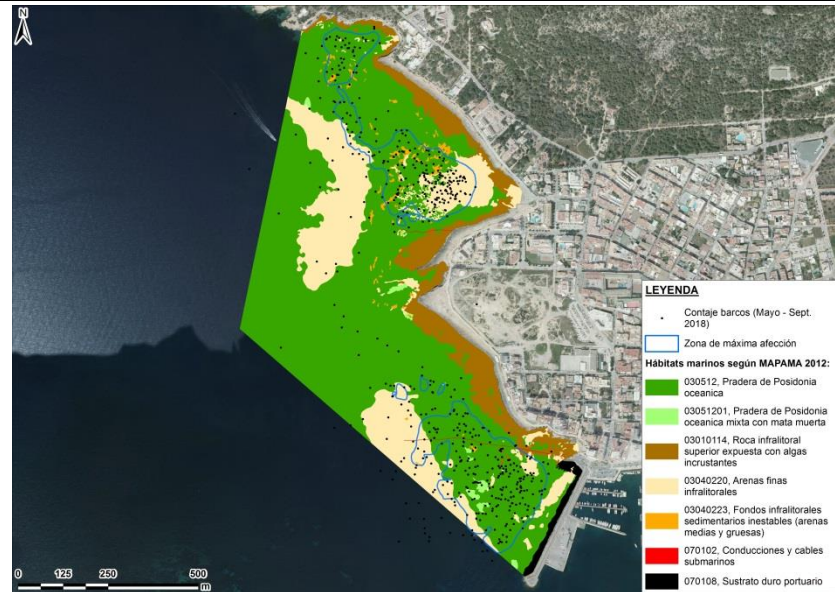 N
LEYENDA
Contaje barcos (Mayo - Sept.
2018)
Zona de máxima afección
Hábitats marinos según MAPAMA 2012:
030512, Pradera de Posidonia
oceanica
03051201, Pradera de Posidonia
oceanica mixta con mata muerta
03010114, Roca infralitoral
superior expuesta con algas
incrustantes
03040220, Arenas finas
infralitorales
03040223, Fondos infralitorales
sedimentarios inestables (arenas
medias y gruesas)
070102, Conducciones y cables
submarinos
070108, Sustrato duro portuario
0 125 250 500
m